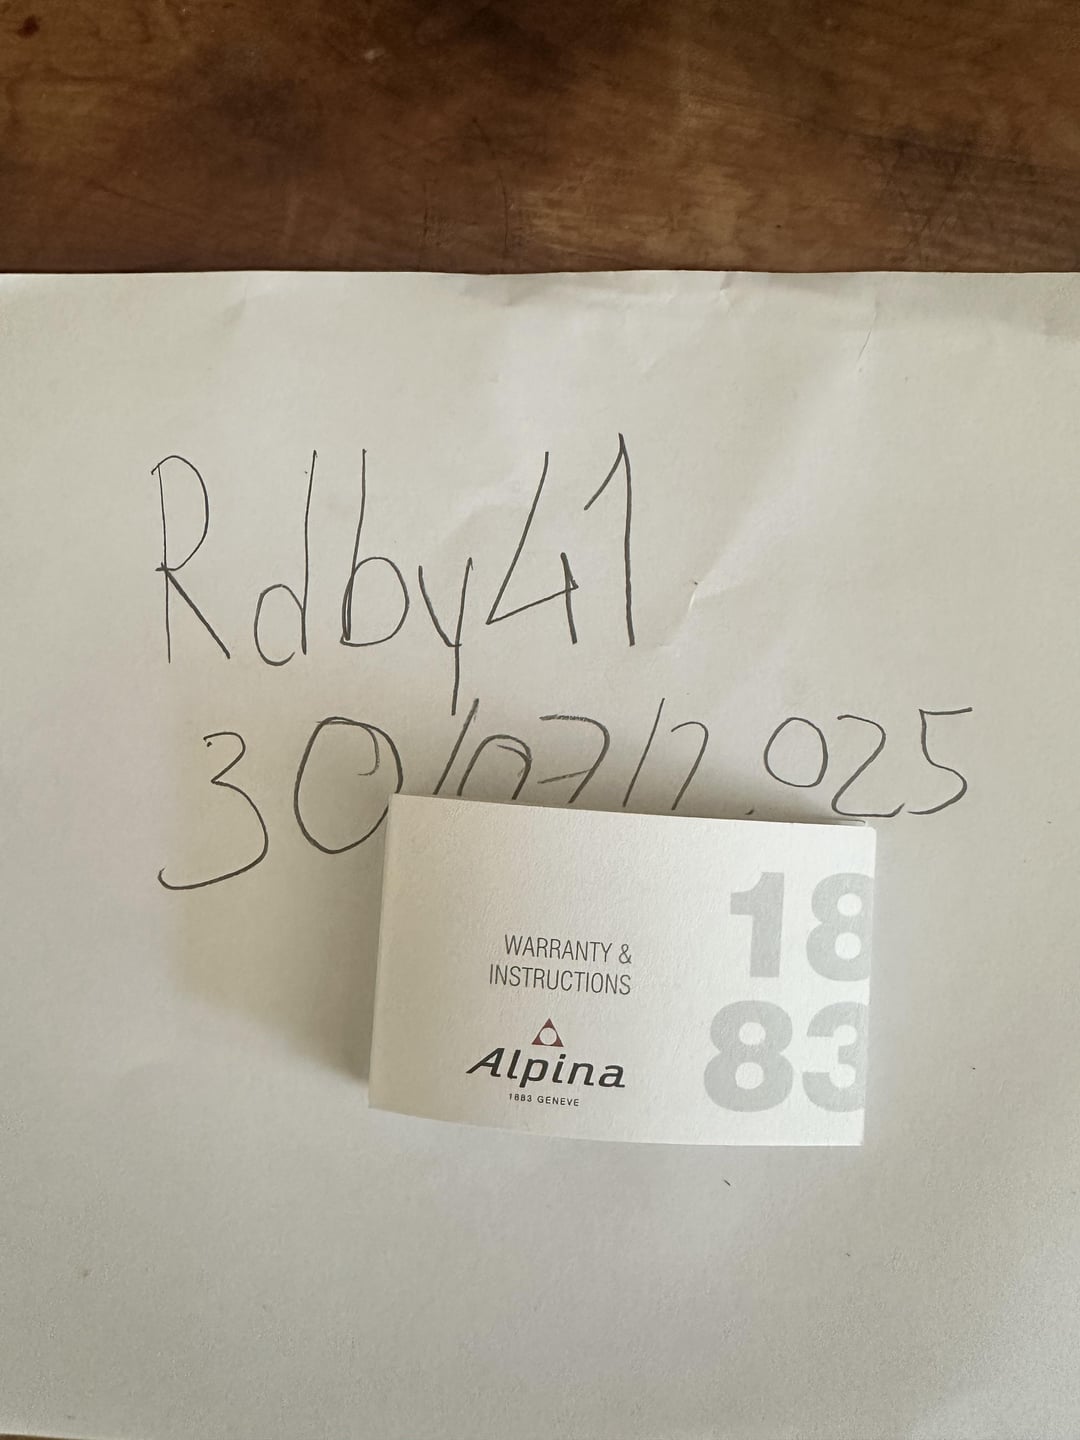 Rdby41
30/07/2025
WARRANTY &
INSTRUCTIONS
Alpina
1883 GENEVE
18
83